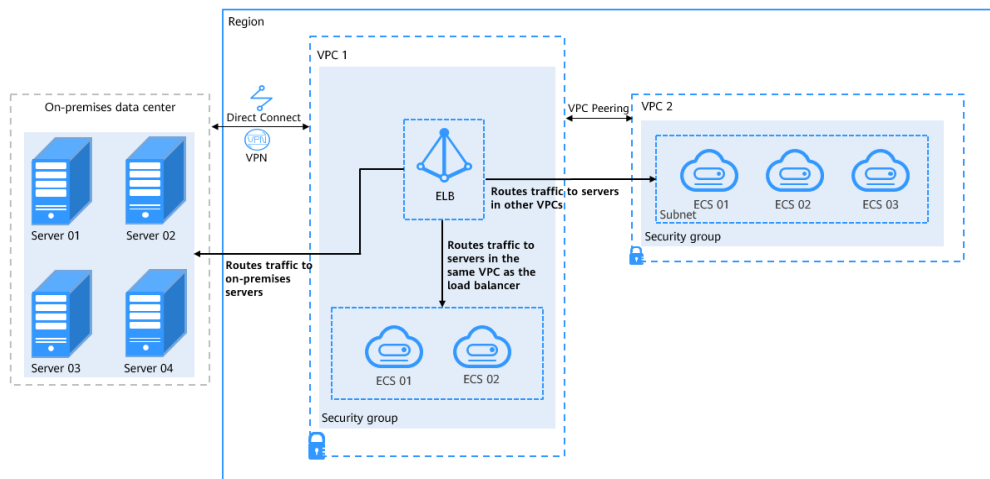 Region
VPC 1
On-premises data center
Direct Connect
VPN
VPN
VPC Peering
VPC 2
Server 01
Server 02
Server 03
Server 04
ELB
Routes traffic to servers
in other VPCs
Routes traffic to
on-premises
servers
Routes traffic to
servers in the
same VPC as the
load balancer
ECS 01
ECS 02
ECS 03
Subnet
Security group
ECS 01
ECS 02
Security group